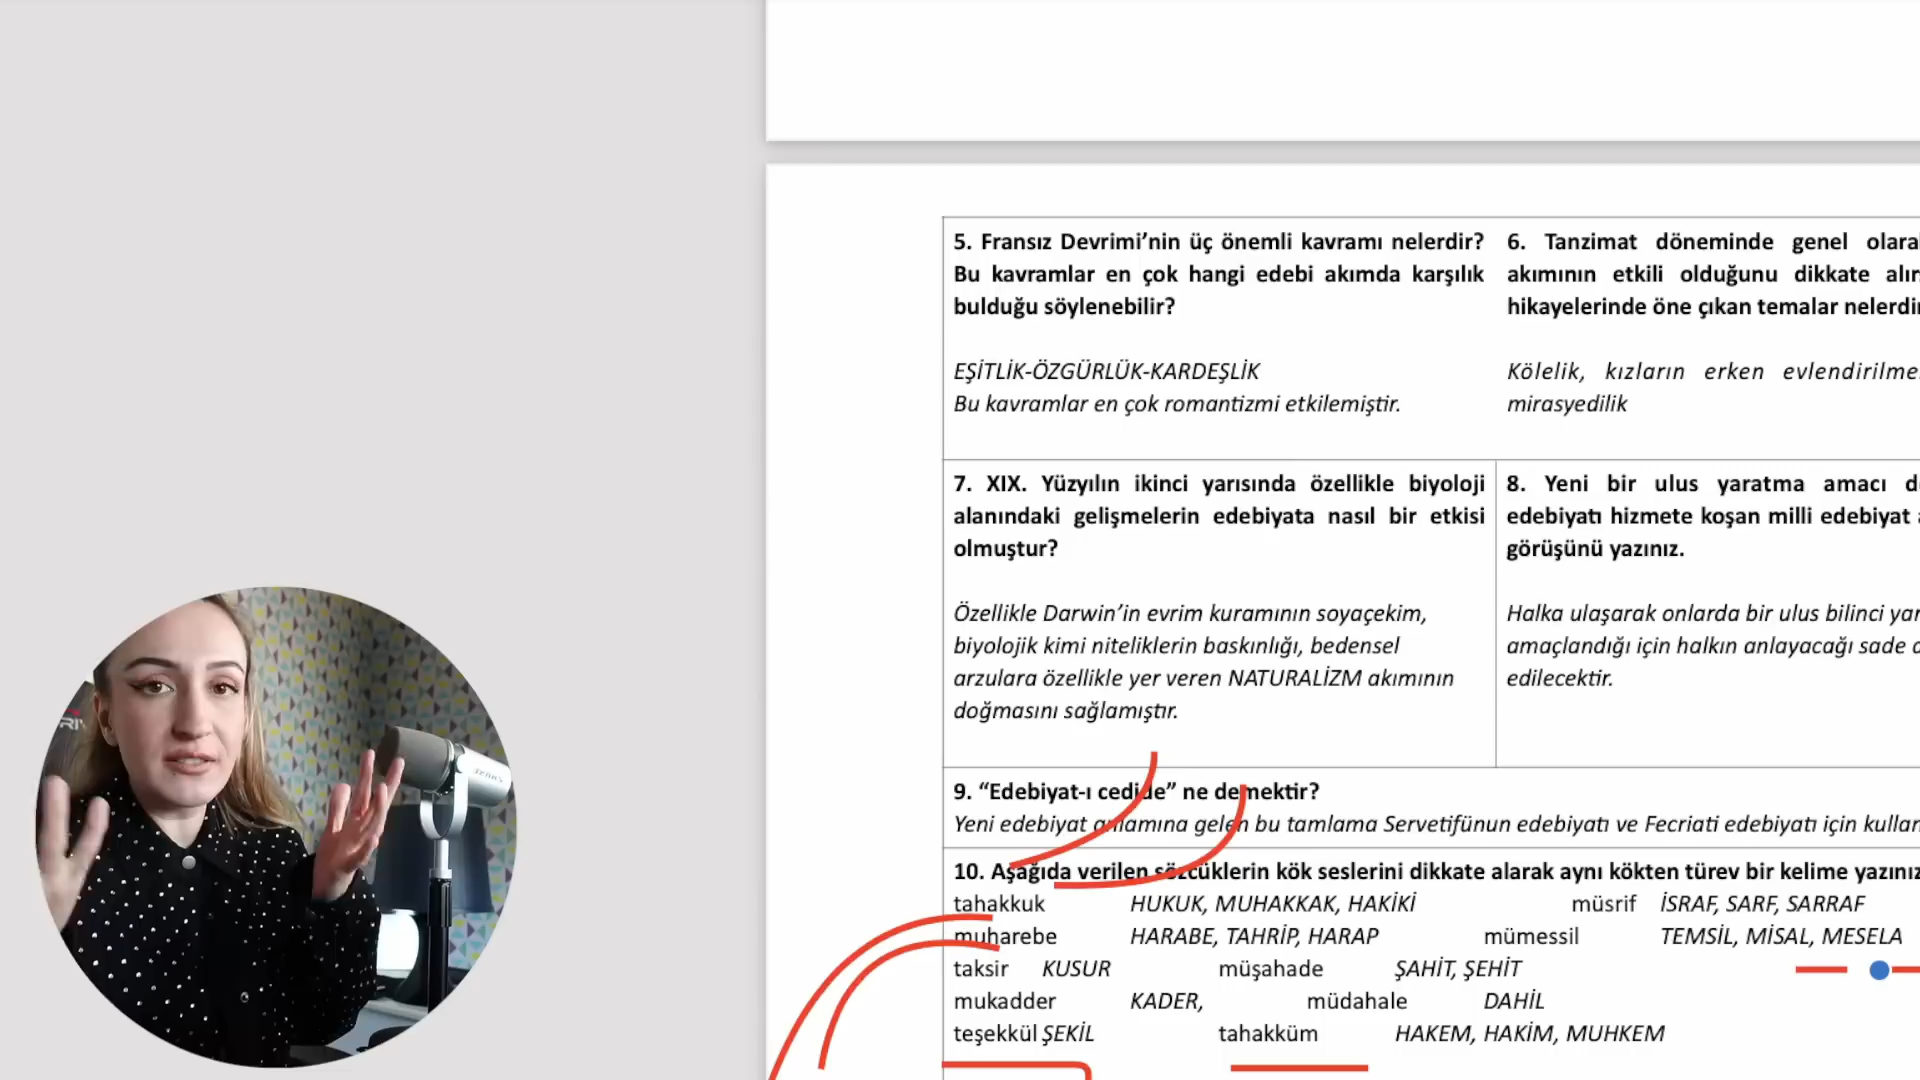 5. Fransız Devrimi’nin üç önemli kavramı nelerdir?
Bu kavramlar en çok hangi edebi akımda karşılık
bulduğu söylenebilir?
EŞİTLİK-ÖZGÜRLÜK-KARDEŞLİK
Bu kavramlar en çok romantizmi etkilemiştir.
6. Tanzimat döneminde genel
akımının etkili olduğunu dikkate
hikayelerinde öne çıkan temalar
Kölelik, kızların erken
mirasyedilik
7. XIX. Yüzyılın ikinci yarısında özellikle biyoloji
alanındaki gelişmelerin edebiyata nasıl bir etkisi
olmuştur?
Özellikle Darwin’in evrim kuramının soyaçekim,
biyolojik kimi niteliklerin baskınlığı, bedensel
arzulara özellikle yer veren NATURALİZM akımının
doğmasını sağlamıştır.
8. Yeni bir ulus yaratma amacı
edebiyatı hizmete koşan milli edebiyat
görüşünü yazınız.
Halka ulaşarak onlarda bir ulus bilinci
amaçlandığı için halkın anlayacağı sade
edilecektir.
9. “Edebiyat-ı cedide” ne demektir?
Yeni edebiyat anlamına gelen bu tamlama Servetifünun edebiyatı ve Fecriati edebiyatı için
10. Aşağıda verilen sözcüklerin kök seslerini dikkate alarak aynı kökten türev bir kelime yazınız
tahakkuk HUKUK, MUHAKKAK, HAKİKİ müsrif İSRAF, SARF, SARRAF
muharebe HARABE, TAHRİP, HARAP mümessil TEMSİL, MİSAL, MESELA
taksir KUSUR müşahade ŞAHİT, ŞEHİT
mukadder KADER, müdahale DAHİL
teşekkül ŞEKİL tahakküm HAKEM, HAKİM, MUHKEM